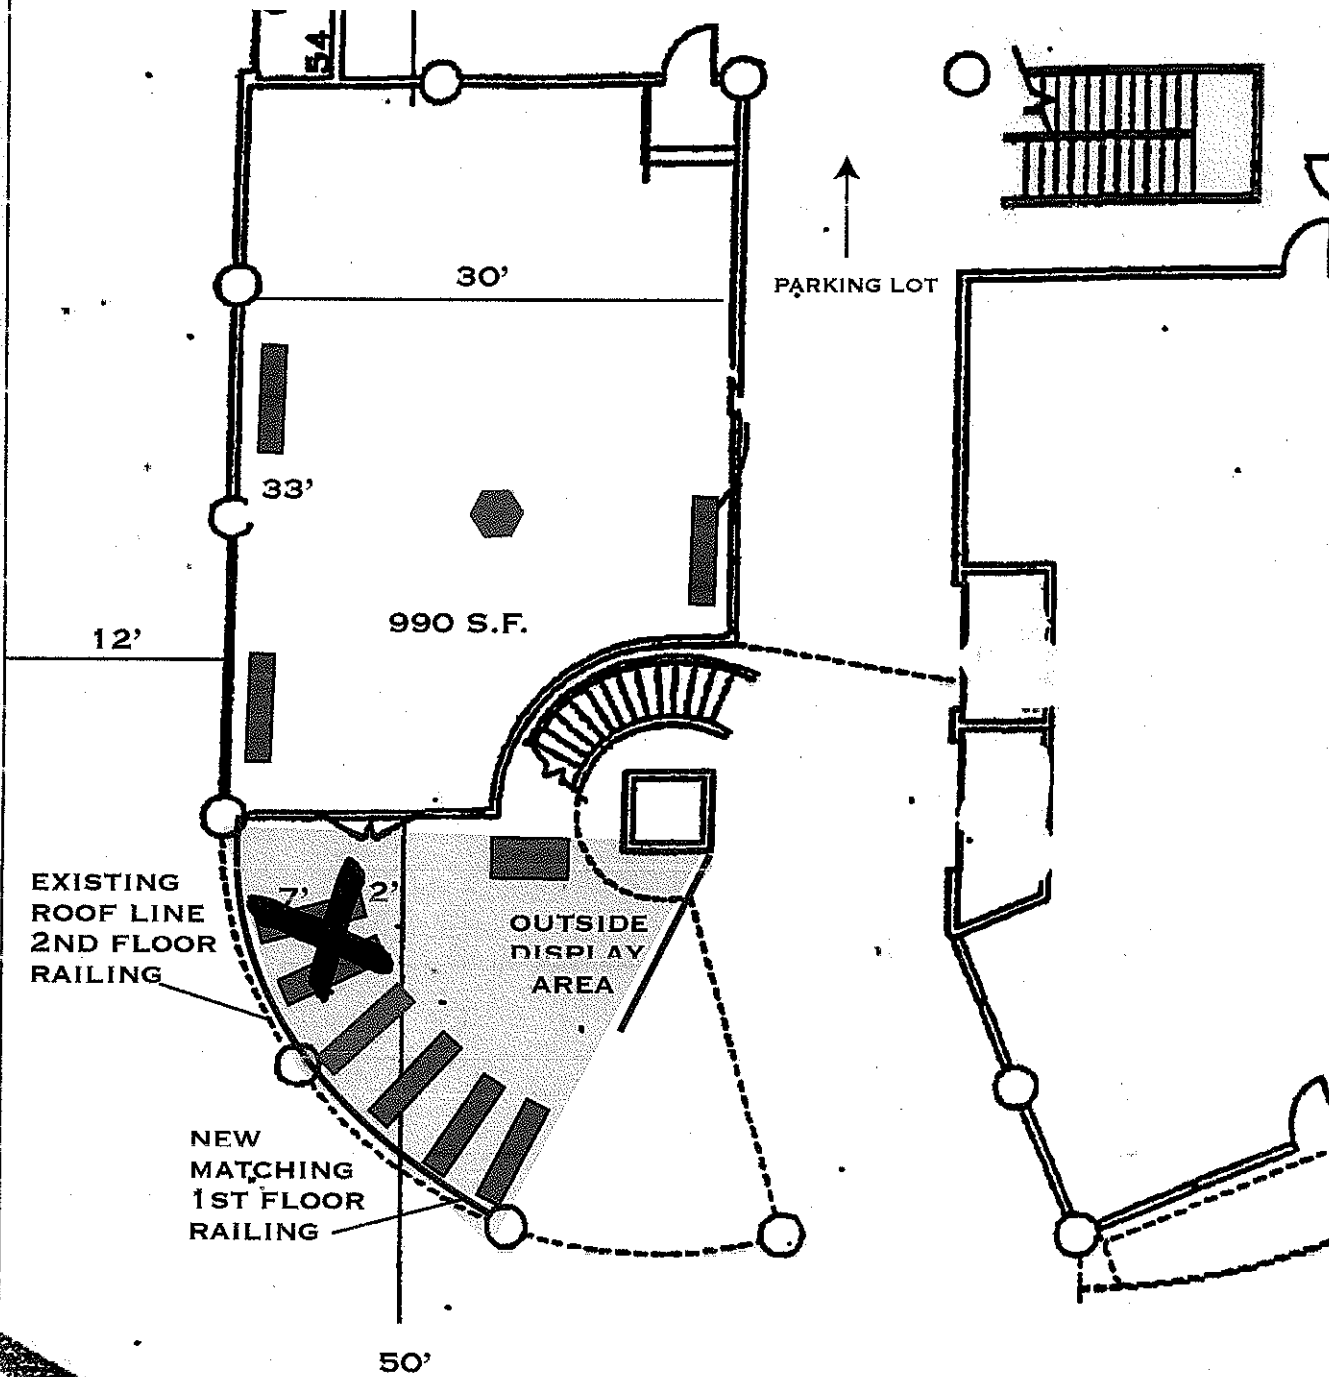 54
30'
PARKING LOT
33'
990 S.F.
12'
7'
2'
EXISTING
ROOF LINE
2ND FLOOR
RAILING
OUTSIDE
DISPLAY
AREA
NEW
MATCHING
1ST FLOOR
RAILING
50'